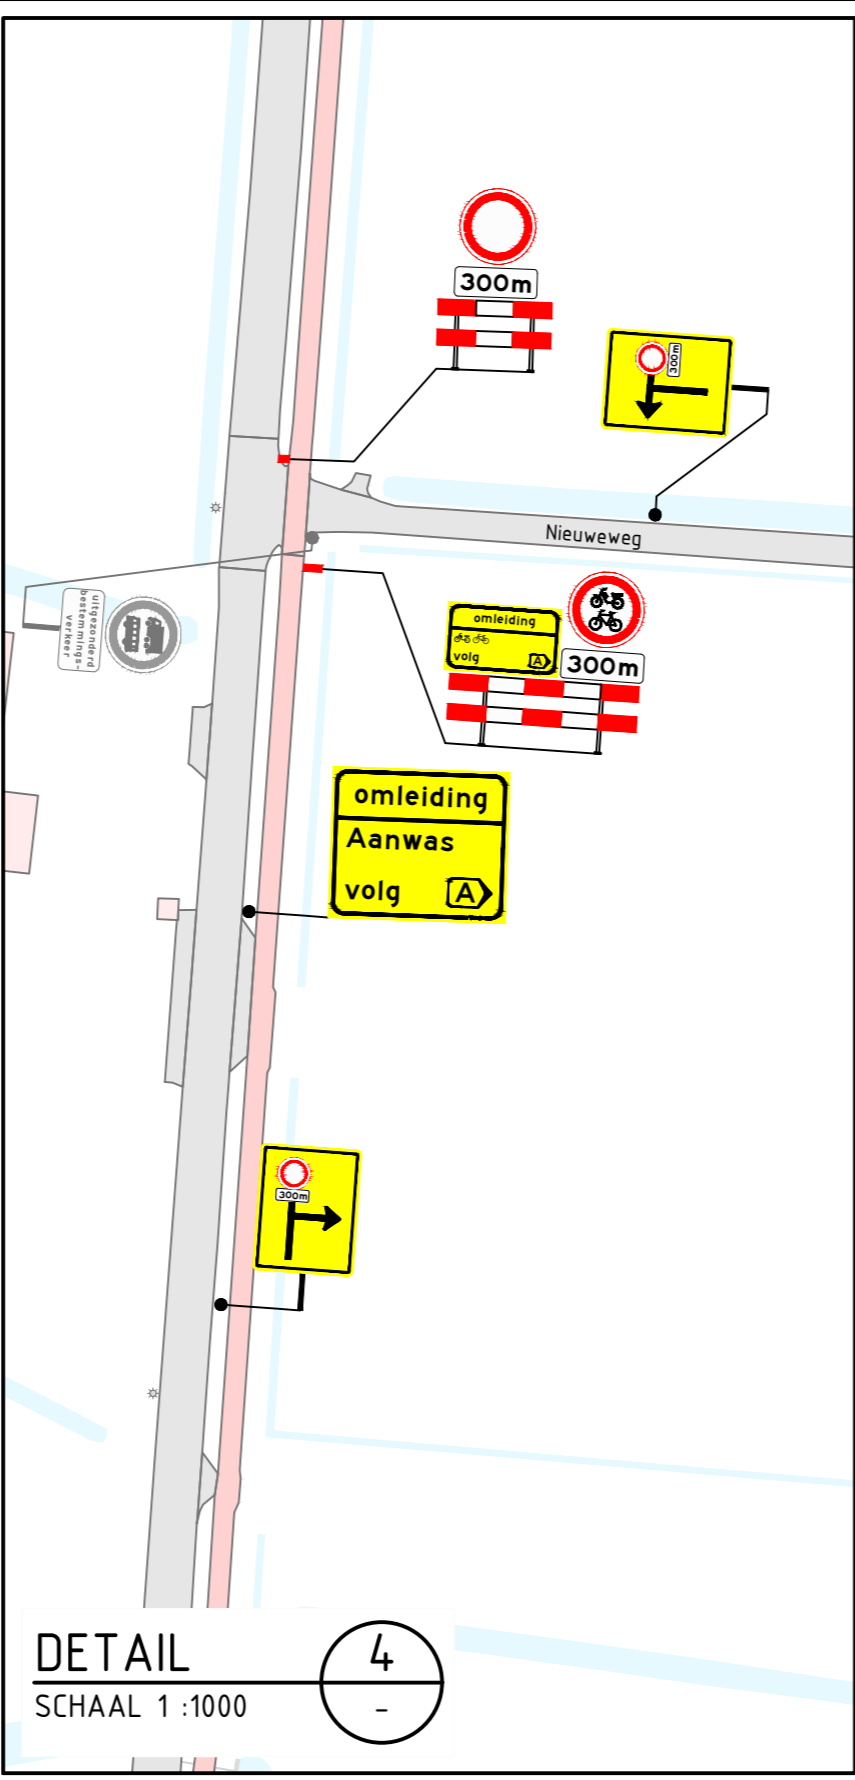 300m
300m
Nieuweweg
uitgezonderd
bestemmings-
verkeer
omleiding
volg A
300m
omleiding
Aanwas
volg A
300m
DETAIL
4
SCHAAL 1 :1000
-